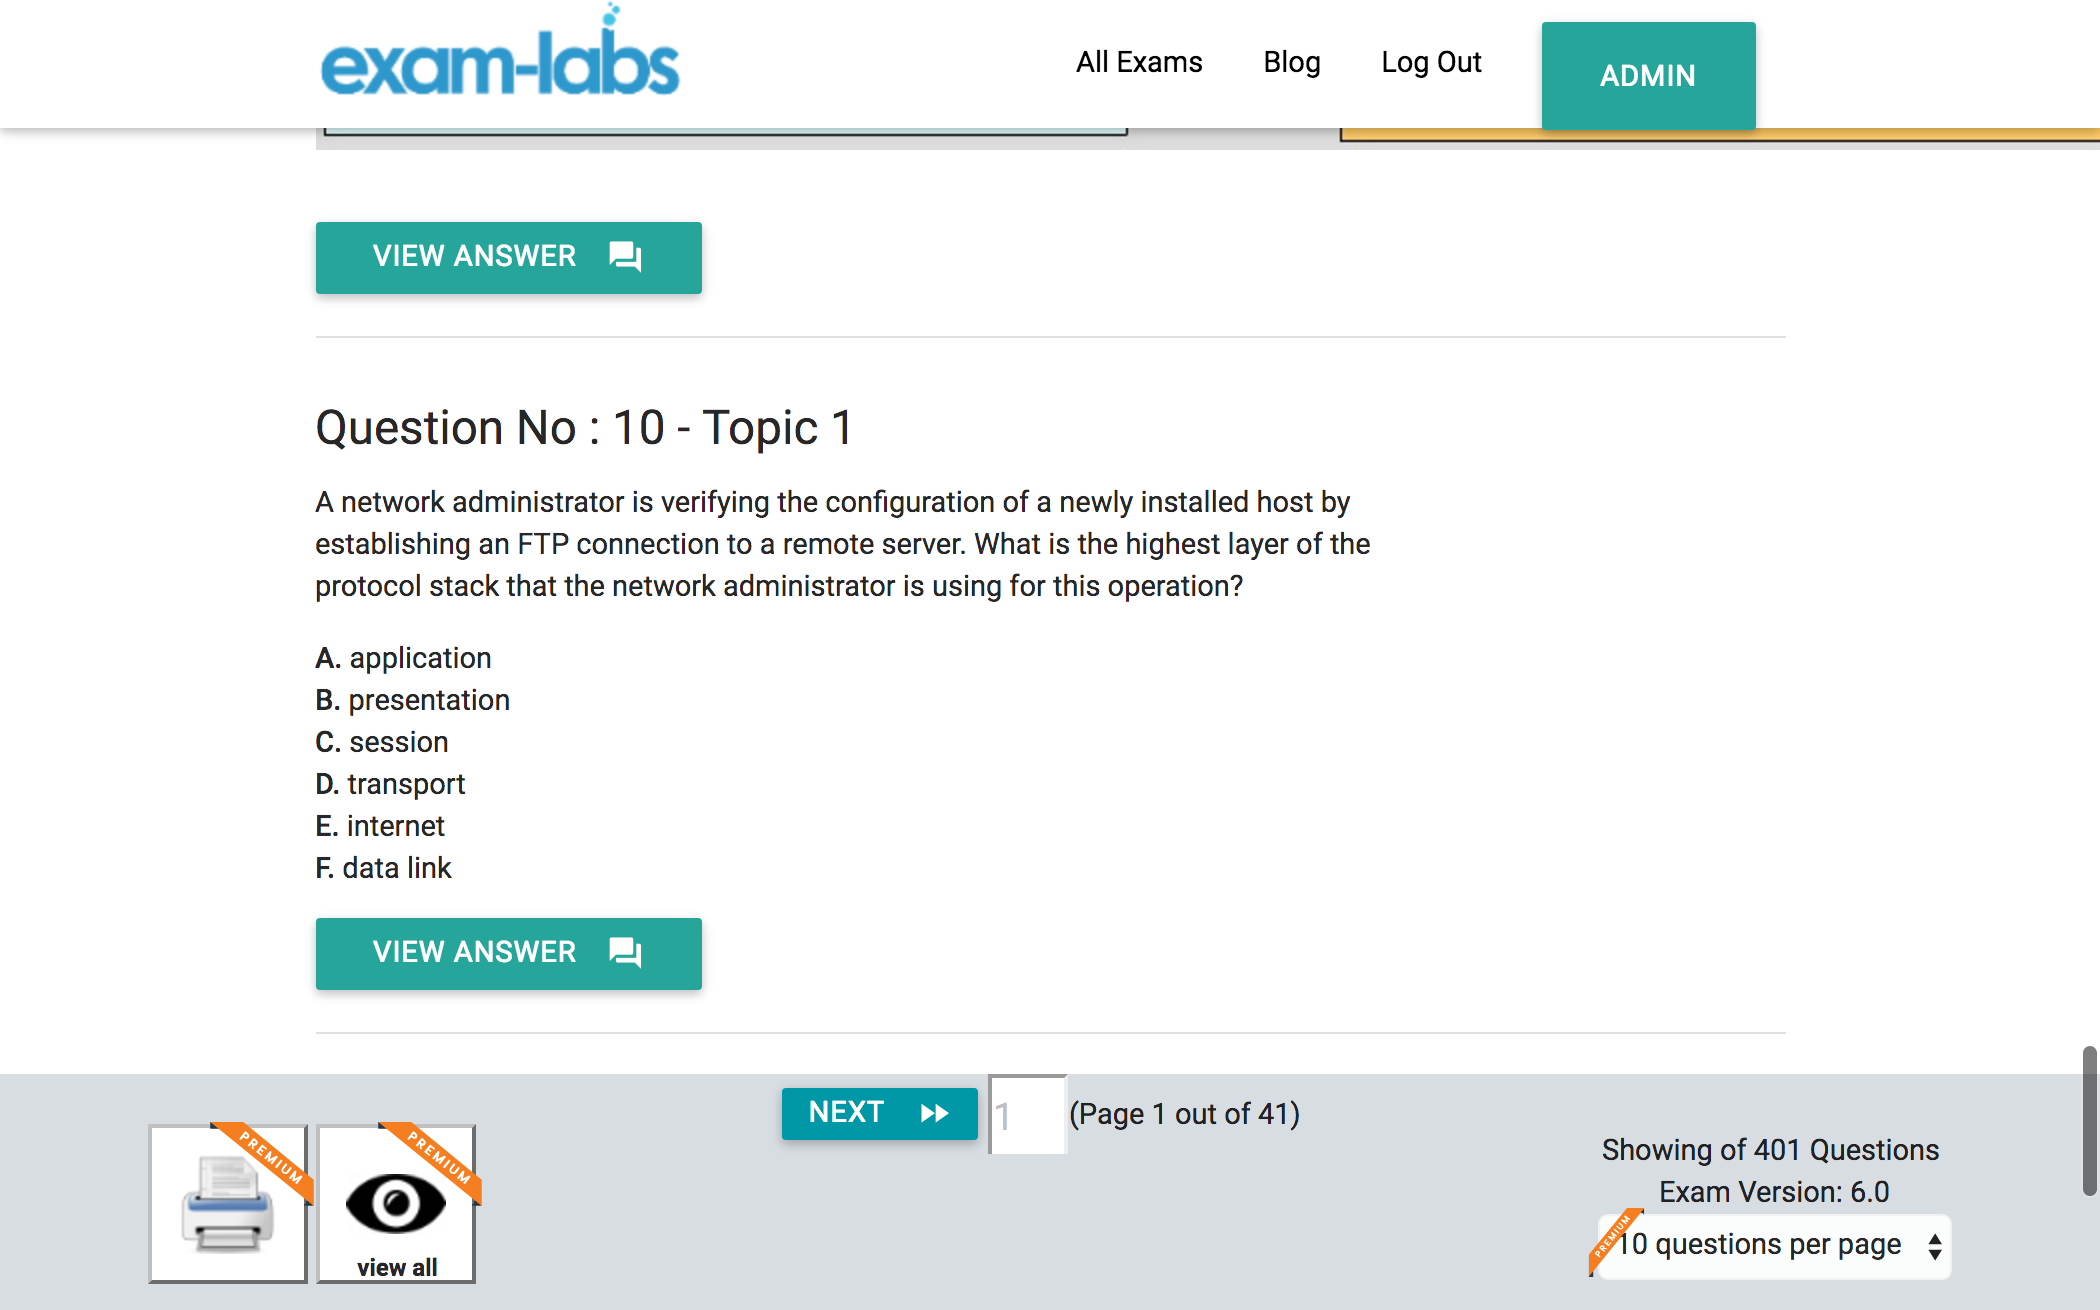 exam-labs
All Exams
Blog
Log Out
ADMIN
VIEW ANSWER
Question No : 10 - Topic 1
A network administrator is verifying the configuration of a newly installed host by
establishing an FTP connection to a remote server. What is the highest layer of the
protocol stack that the network administrator is using for this operation?
A. application
B. presentation
C. session
D. transport
E. internet
F. data link
VIEW ANSWER
NEXT
1
(Page 1 out of 41)
PREMIUM
PREMIUM
view all
Showing of 401 Questions
Exam Version: 6.0
PREMIUM
10 questions per page